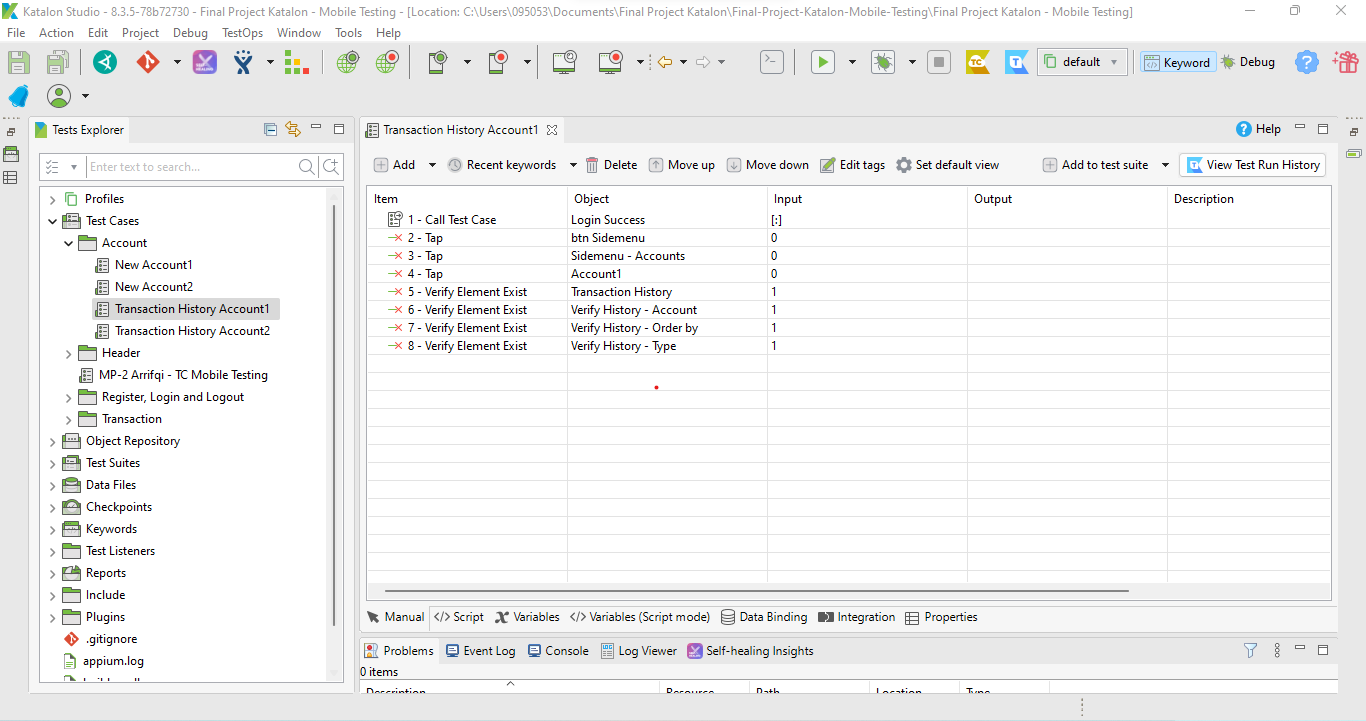 Katalon Studio - 8.3.5-78b72730 - Final Project Katalon - Mobile Testing - [Location: C:\Users\095053\Documents\Final Project Katalon\Final-Project-Katalon-Mobile-Testing\Final Project Katalon - Mobile Testing]
File Action Edit Project Debug TestOps Window Tools Help
TC T default Keyword Debug
Tests Explorer
Enter text to search...
Profiles
Test Cases
Account
New Account1
New Account2
Transaction History Account1
Transaction History Account2
Header
MP-2 Arrifqi - TC Mobile Testing
Register, Login and Logout
Transaction
Object Repository
Test Suites
Data Files
Checkpoints
Keywords
Test Listeners
Reports
Include
Plugins
.gitignore
appium.log
Transaction History Account1 Help
Add Recent keywords Delete Move up Move down Edit tags Set default view Add to test suite View Test Run History
Item Object Input Output Description
1 - Call Test Case Login Success [:]
2 - Tap btn Sidemenu 0
3 - Tap Sidemenu - Accounts 0
4 - Tap Account1 0
5 - Verify Element Exist Transaction History 1
6 - Verify Element Exist Verify History - Account 1
7 - Verify Element Exist Verify History - Order by 1
8 - Verify Element Exist Verify History - Type 1
Manual </> Script Variables </> Variables (Script mode) Data Binding Integration Properties
Problems Event Log Console Log Viewer Self-healing Insights
0 items
Description Resource Path Location Type